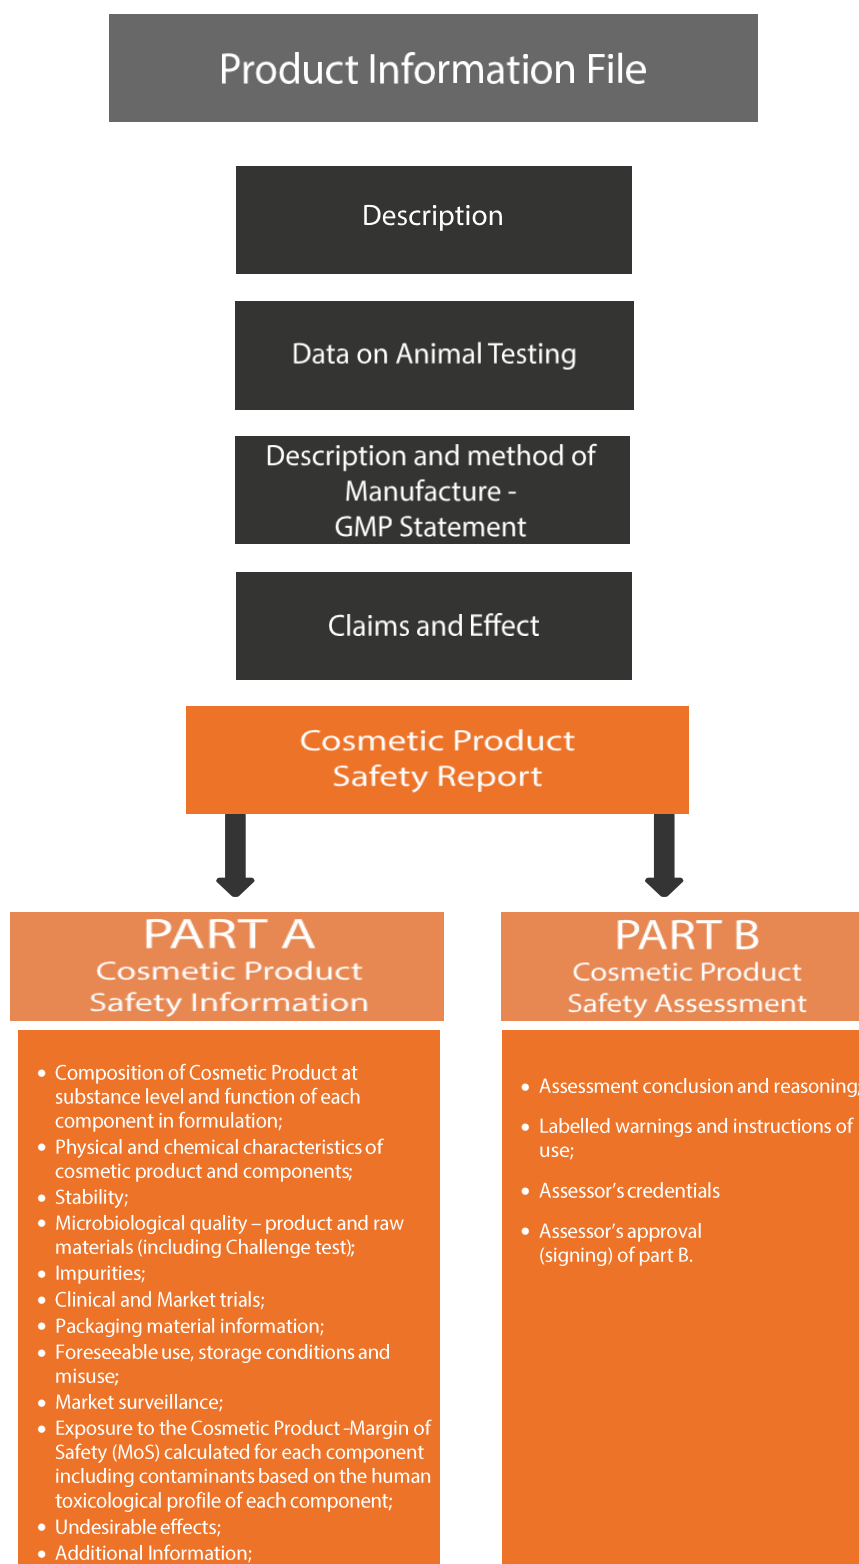 Product Information File
Description
Data on Animal Testing
Description and method of
Manufacture -
GMP Statement
Claims and Effect
Cosmetic Product
Safety Report
PART A
Cosmetic Product
Safety Information
• Composition of Cosmetic Product at
substance level and function of each
component in formulation;
• Physical and chemical characteristics of
cosmetic product and components;
• Stability;
• Microbiological quality – product and raw
materials (including Challenge test);
• Impurities;
• Clinical and Market trials;
• Packaging material information;
• Foreseeable use, storage conditions and
misuse;
• Market surveillance;
• Exposure to the Cosmetic Product -Margin of
Safety (MoS) calculated for each component
including contaminants based on the human
toxicological profile of each component;
• Undesirable effects;
• Additional Information;
PART B
Cosmetic Product
Safety Assessment
• Assessment conclusion and reasoning;
• Labelled warnings and instructions of
use;
• Assessor's credentials
• Assessor's approval
(signing) of part B.